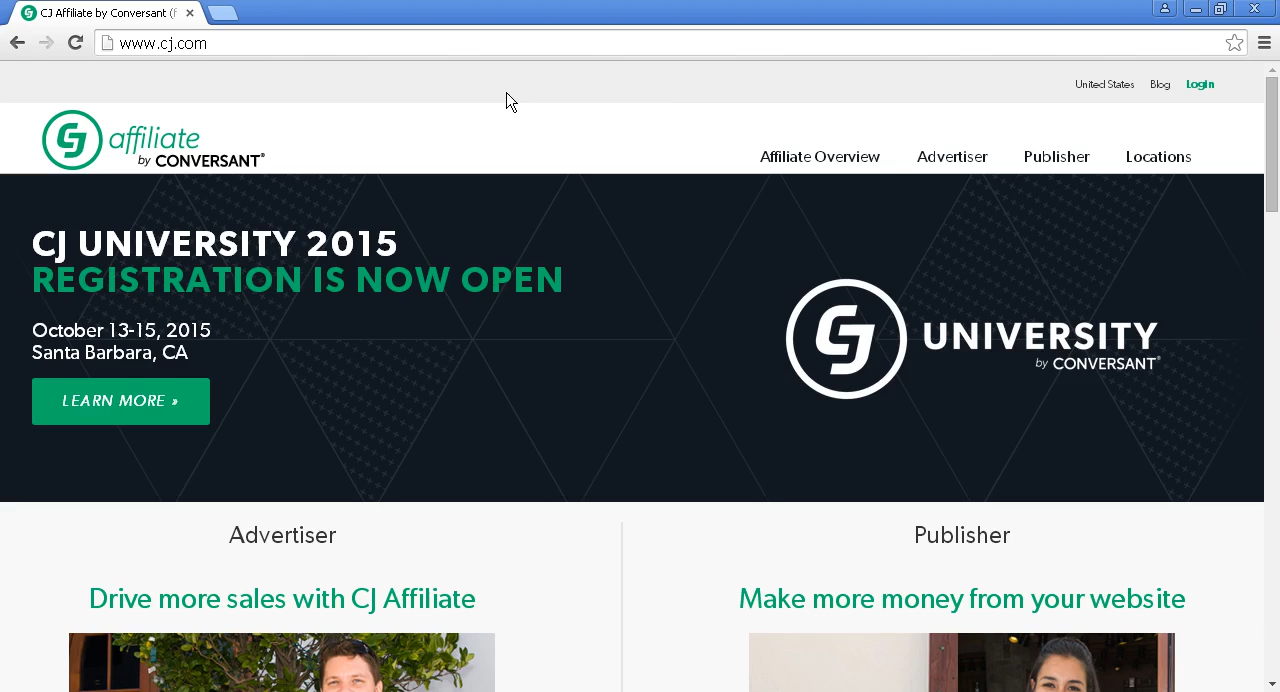 CJ Affiliate by Conversant (f
www.cj.com
United States Blog Login
CJ affiliate
by CONVERSANT®
Affiliate Overview Advertiser Publisher Locations
CJ UNIVERSITY 2015
REGISTRATION IS NOW OPEN
October 13-15, 2015
Santa Barbara, CA
LEARN MORE »
CJ UNIVERSITY
by CONVERSANT®
Advertiser
Drive more sales with CJ Affiliate
Publisher
Make more money from your website